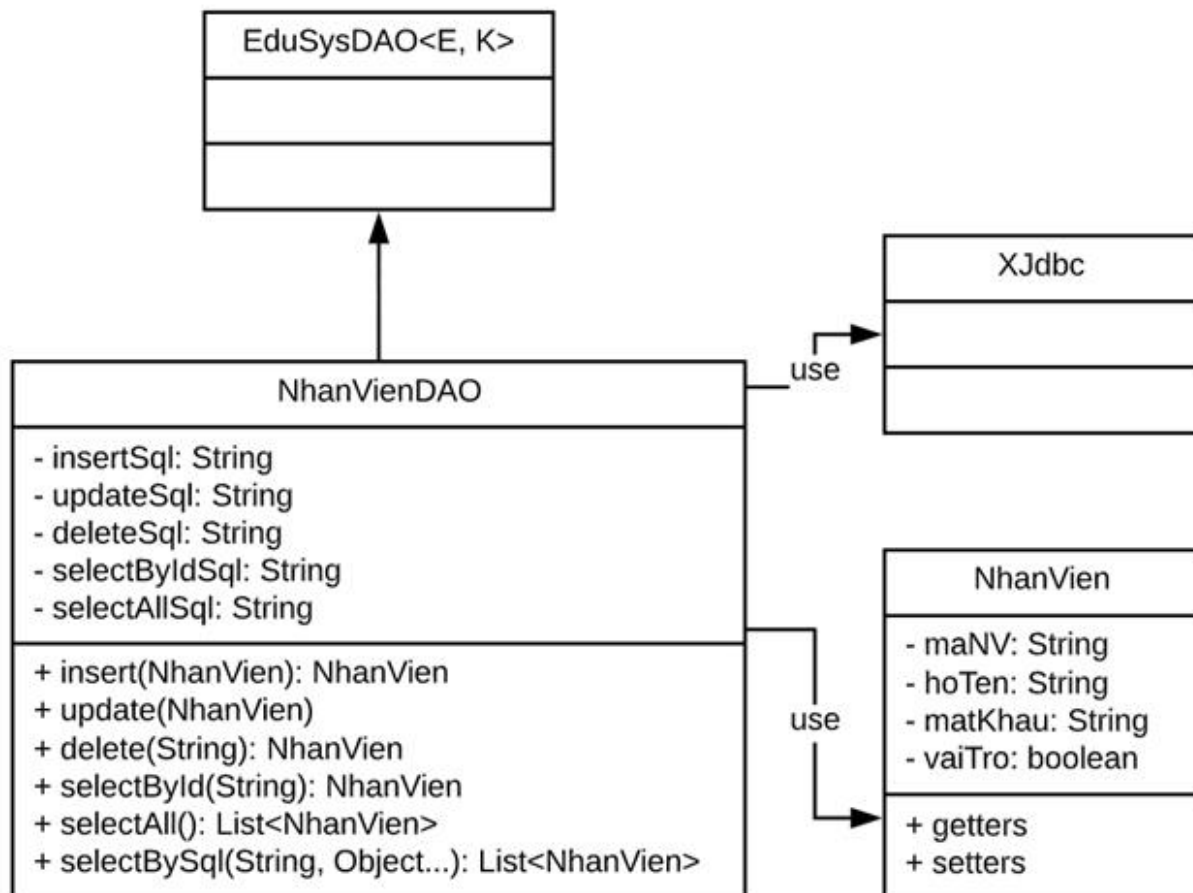 EduSysDAO<E, K>
XJdbc
use
NhanVienDAO
- insertSql: String
- updateSql: String
- deleteSql: String
- selectByIdSql: String
- selectAllSql: String
+ insert(NhanVien): NhanVien
+ update(NhanVien)
+ delete(String): NhanVien
+ selectById(String): NhanVien
+ selectAll(): List<NhanVien>
+ selectBySql(String, Object...): List<NhanVien>
use
NhanVien
- maNV: String
- hoTen: String
- matKhau: String
- vaiTro: boolean
+ getters
+ setters